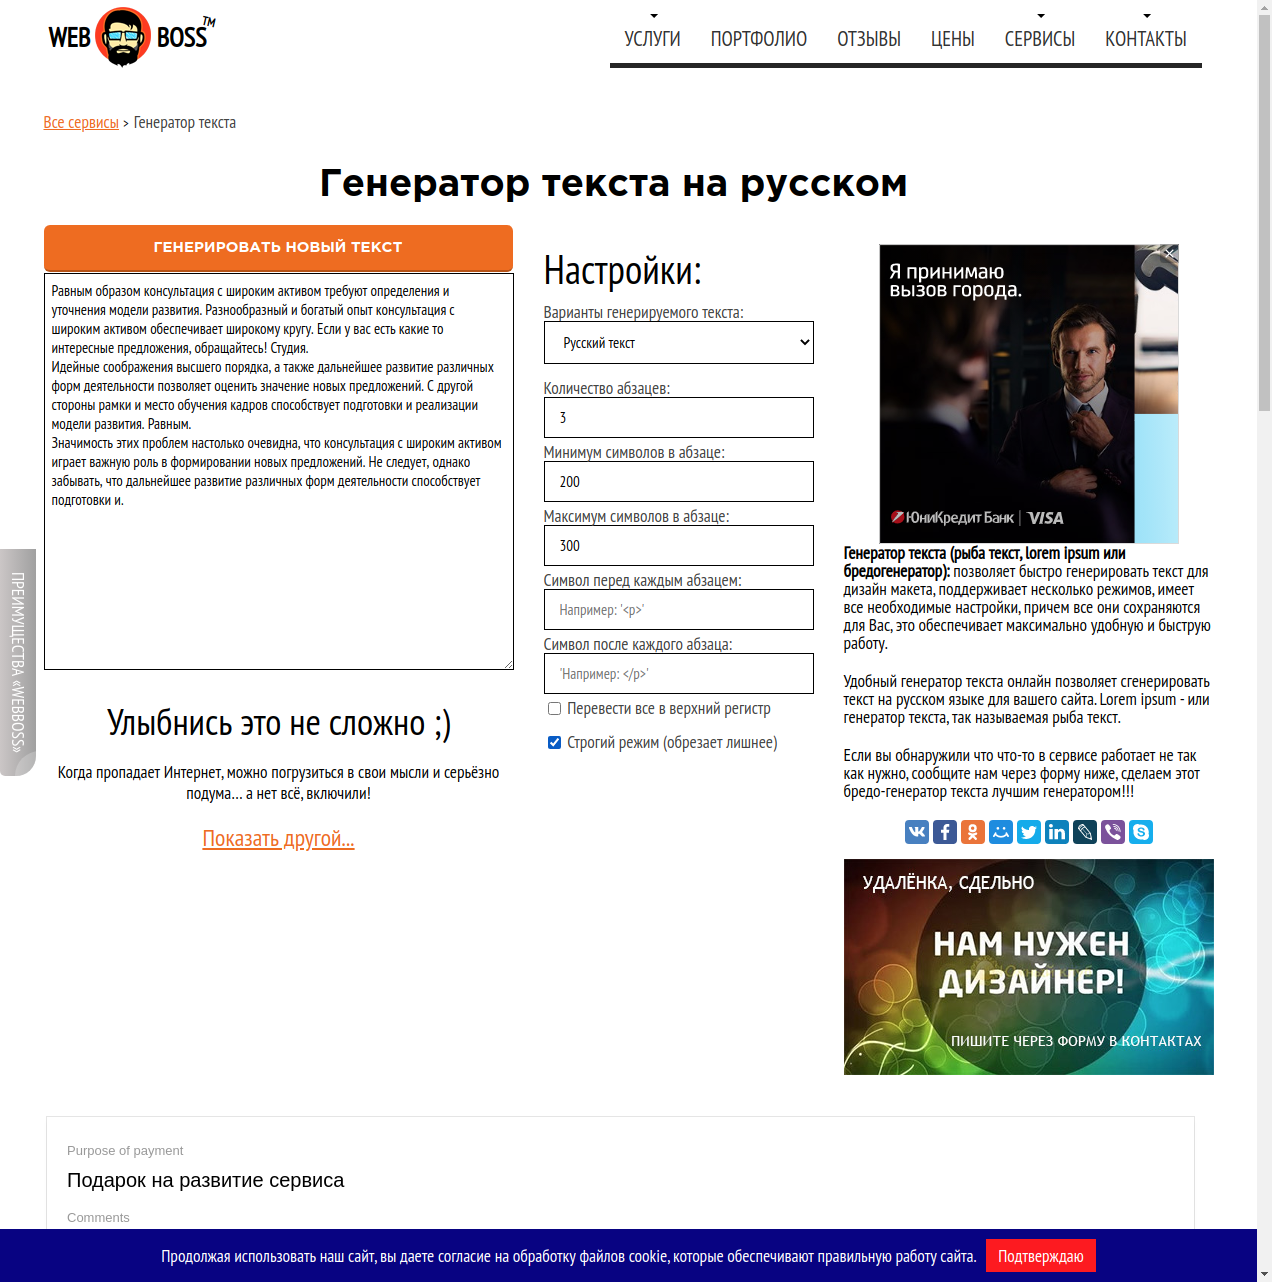 WEB BOSS™
УСЛУГИ ПОРТФОЛИО ОТЗЫВЫ ЦЕНЫ СЕРВИСЫ КОНТАКТЫ
Все сервисы > Генератор текста
Генератор текста на русском
ГЕНЕРИРОВАТЬ НОВЫЙ ТЕКСТ
Равным образом консультация с широким активом требуют определения и
уточнения модели развития. Разнообразный и богатый опыт консультация с
широким активом обеспечивает широкому кругу. Если у вас есть какие то
интересные предложения, обращайтесь! Студия.
Идейные соображения высшего порядка, а также дальнейшее развитие различных
форм деятельности позволяет оценить значение новых предложений. С другой
стороны рамки и место обучения кадров способствует подготовки и реализации
модели развития. Равным.
Значимость этих проблем настолько очевидна, что консультация с широким активом
играет важную роль в формировании новых предложений. Не следует, однако
забывать, что дальнейшее развитие различных форм деятельности способствует
подготовки и.
ПРЕИМУЩЕСТВА «WEBBOSS»
Улыбнись это не сложно ;)
Когда пропадает Интернет, можно погрузиться в свои мысли и серьёзно
подума… а нет всё, включили!
Показать другой...
Настройки:
Варианты генерируемого текста:
Русский текст
Количество абзацев:
3
Минимум символов в абзаце:
200
Максимум символов в абзаце:
300
Символ перед каждым абзацем:
Например: '<p>'
Символ после каждого абзаца:
'Например: </p>'
Перевести все в верхний регистр
Строгий режим (обрезает лишнее)
Я принимаю
вызов города.
ЮниКредит Банк | VISA
Генератор текста (рыба текст, lorem ipsum или
бредогенератор): позволяет быстро генерировать текст для
дизайн макета, поддерживает несколько режимов, имеет
все необходимые настройки, причем все они сохраняются
для Вас, это обеспечивает максимально удобную и быструю
работу.
Удобный генератор текста онлайн позволяет сгенерировать
текст на русском языке для вашего сайта. Lorem ipsum - или
генератор текста, так называемая рыба текст.
Если вы обнаружили что что-то в сервисе работает не так
как нужно, сообщите нам через форму ниже, сделаем этот
бредо-генератор текста лучшим генератором!!!
УДАЛЁНКА, СДЕЛЬНО
НАМ НУЖЕН
ДИЗАЙНЕР!
ПИШИТЕ ЧЕРЕЗ ФОРМУ В КОНТАКТАХ
Purpose of payment
Подарок на развитие сервиса
Comments
Продолжая использовать наш сайт, вы даете согласие на обработку файлов cookie, которые обеспечивают правильную работу сайта. Подтверждаю